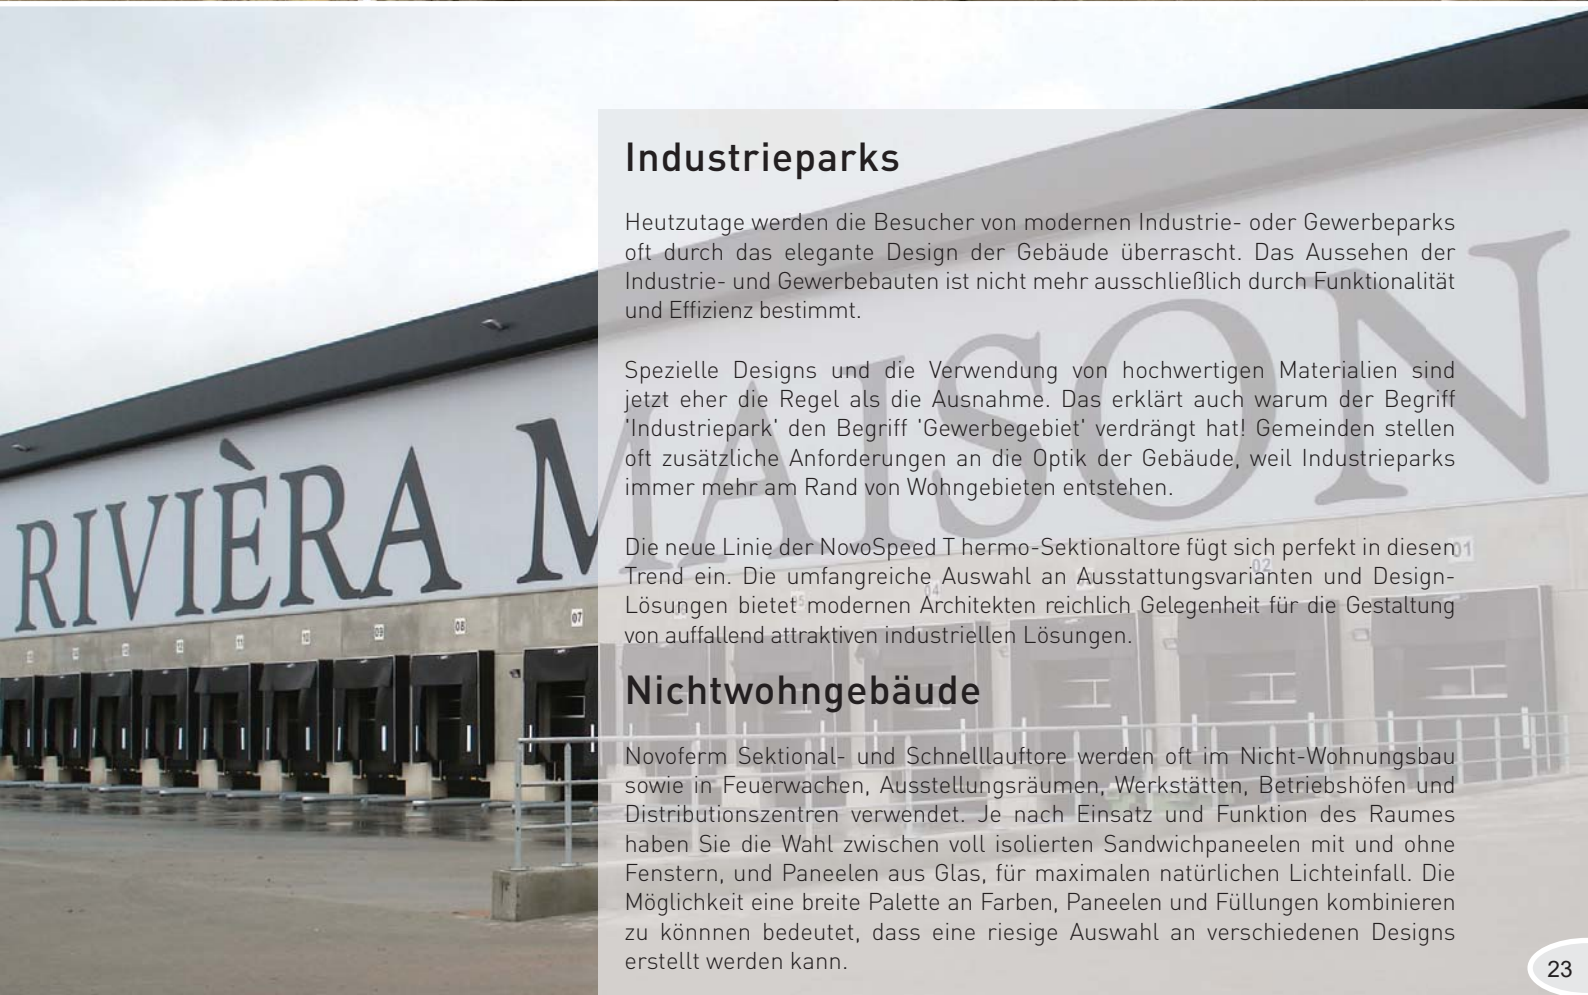 Industrieparks
Heutzutage werden die Besucher von modernen Industrie- oder Gewerbeparks
oft durch das elegante Design der Gebäude überrascht. Das Aussehen der
Industrie- und Gewerbebauten ist nicht mehr ausschließlich durch Funktionalität
und Effizienz bestimmt.
Spezielle Designs und die Verwendung von hochwertigen Materialien sind
jetzt eher die Regel als die Ausnahme. Das erklärt auch warum der Begriff
'Industriepark' den Begriff 'Gewerbegebiet' verdrängt hat! Gemeinden stellen
oft zusätzliche Anforderungen an die Optik der Gebäude, weil Industrieparks
immer mehr am Rand von Wohngebieten entstehen.
Die neue Linie der NovoSpeed T hermo-Sektionaltore fügt sich perfekt in diesen
Trend ein. Die umfangreiche Auswahl an Ausstattungsvarianten und Design-
Lösungen bietet modernen Architekten reichlich Gelegenheit für die Gestaltung
von auffallend attraktiven industriellen Lösungen.
Nichtwohngebäude
Novoferm Sektional- und Schnelllauftore werden oft im Nicht-Wohnungsbau
sowie in Feuerwachen, Ausstellungsräumen, Werkstätten, Betriebshöfen und
Distributionszentren verwendet. Je nach Einsatz und Funktion des Raumes
haben Sie die Wahl zwischen voll isolierten Sandwichpaneelen mit und ohne
Fenstern, und Paneelen aus Glas, für maximalen natürlichen Lichteinfall. Die
Möglichkeit eine breite Palette an Farben, Paneelen und Füllungen kombinieren
zu könnnen bedeutet, dass eine riesige Auswahl an verschiedenen Designs
erstellt werden kann.
RIVIÈRA MAISON
10 09 08 07 04 02 01
23